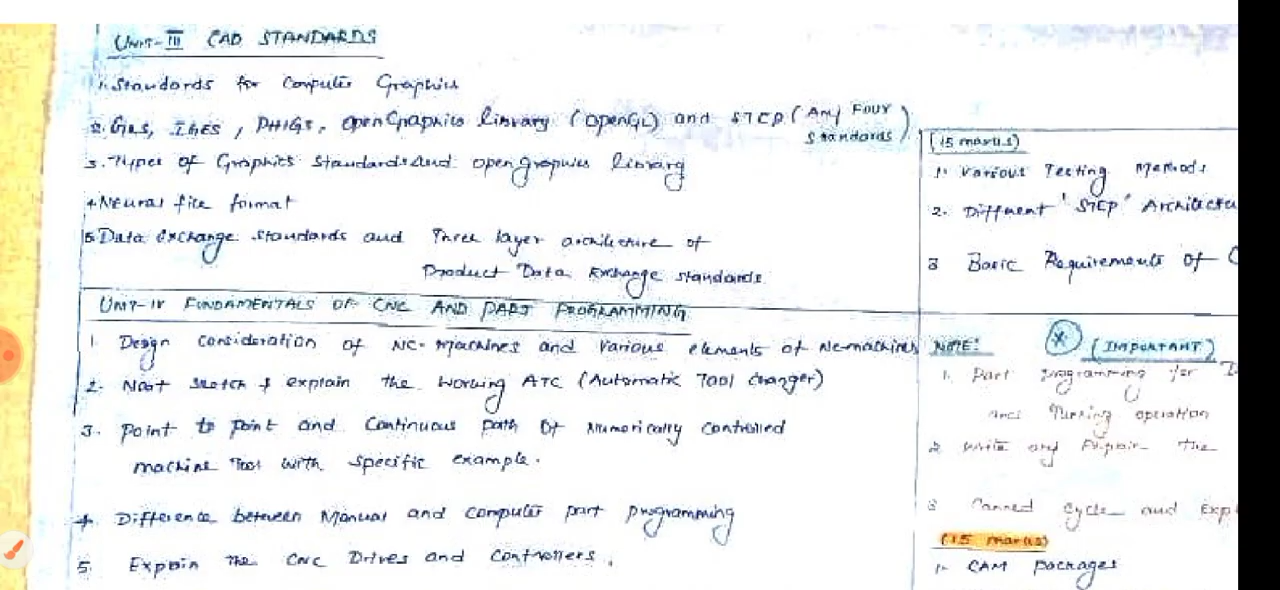 UNIT-III CAD STANDARDS
1. Standards for Computer Graphics
2. GKS, IGES, PHIGS, OpenGraphics library (OpenGL) and STEP (Any Four
Standards)
3. Types of Graphics Standards and open graphics library
4. Neural file format
5. Data Exchange Standards and Three layer architecture of
Product Data Exchange standards
(15 marks)
1. Various Testing Methods
2. Different 'STEP' Architectu
3 Basic Requirements of C
UNIT-IV FUNDAMENTALS OF CNC AND PART PROGRAMMING
1. Design consideration of NC-machines and various elements of Nc-machines
2. Neat sketch & explain the working ATC (Automatic Tool changer)
3. Point to Point and Continuous path of Numerically controlled
machine Tool with specific example.
4. Difference between Manual and computer part programming
5. Explain the CNC Drives and Controllers.
NOTE: * (IMPORTANT)
1. Part programming for
and Turning operation
2 write and Explain the
3 Canned cycle and Exp
(15 marks)
1- CAM packages